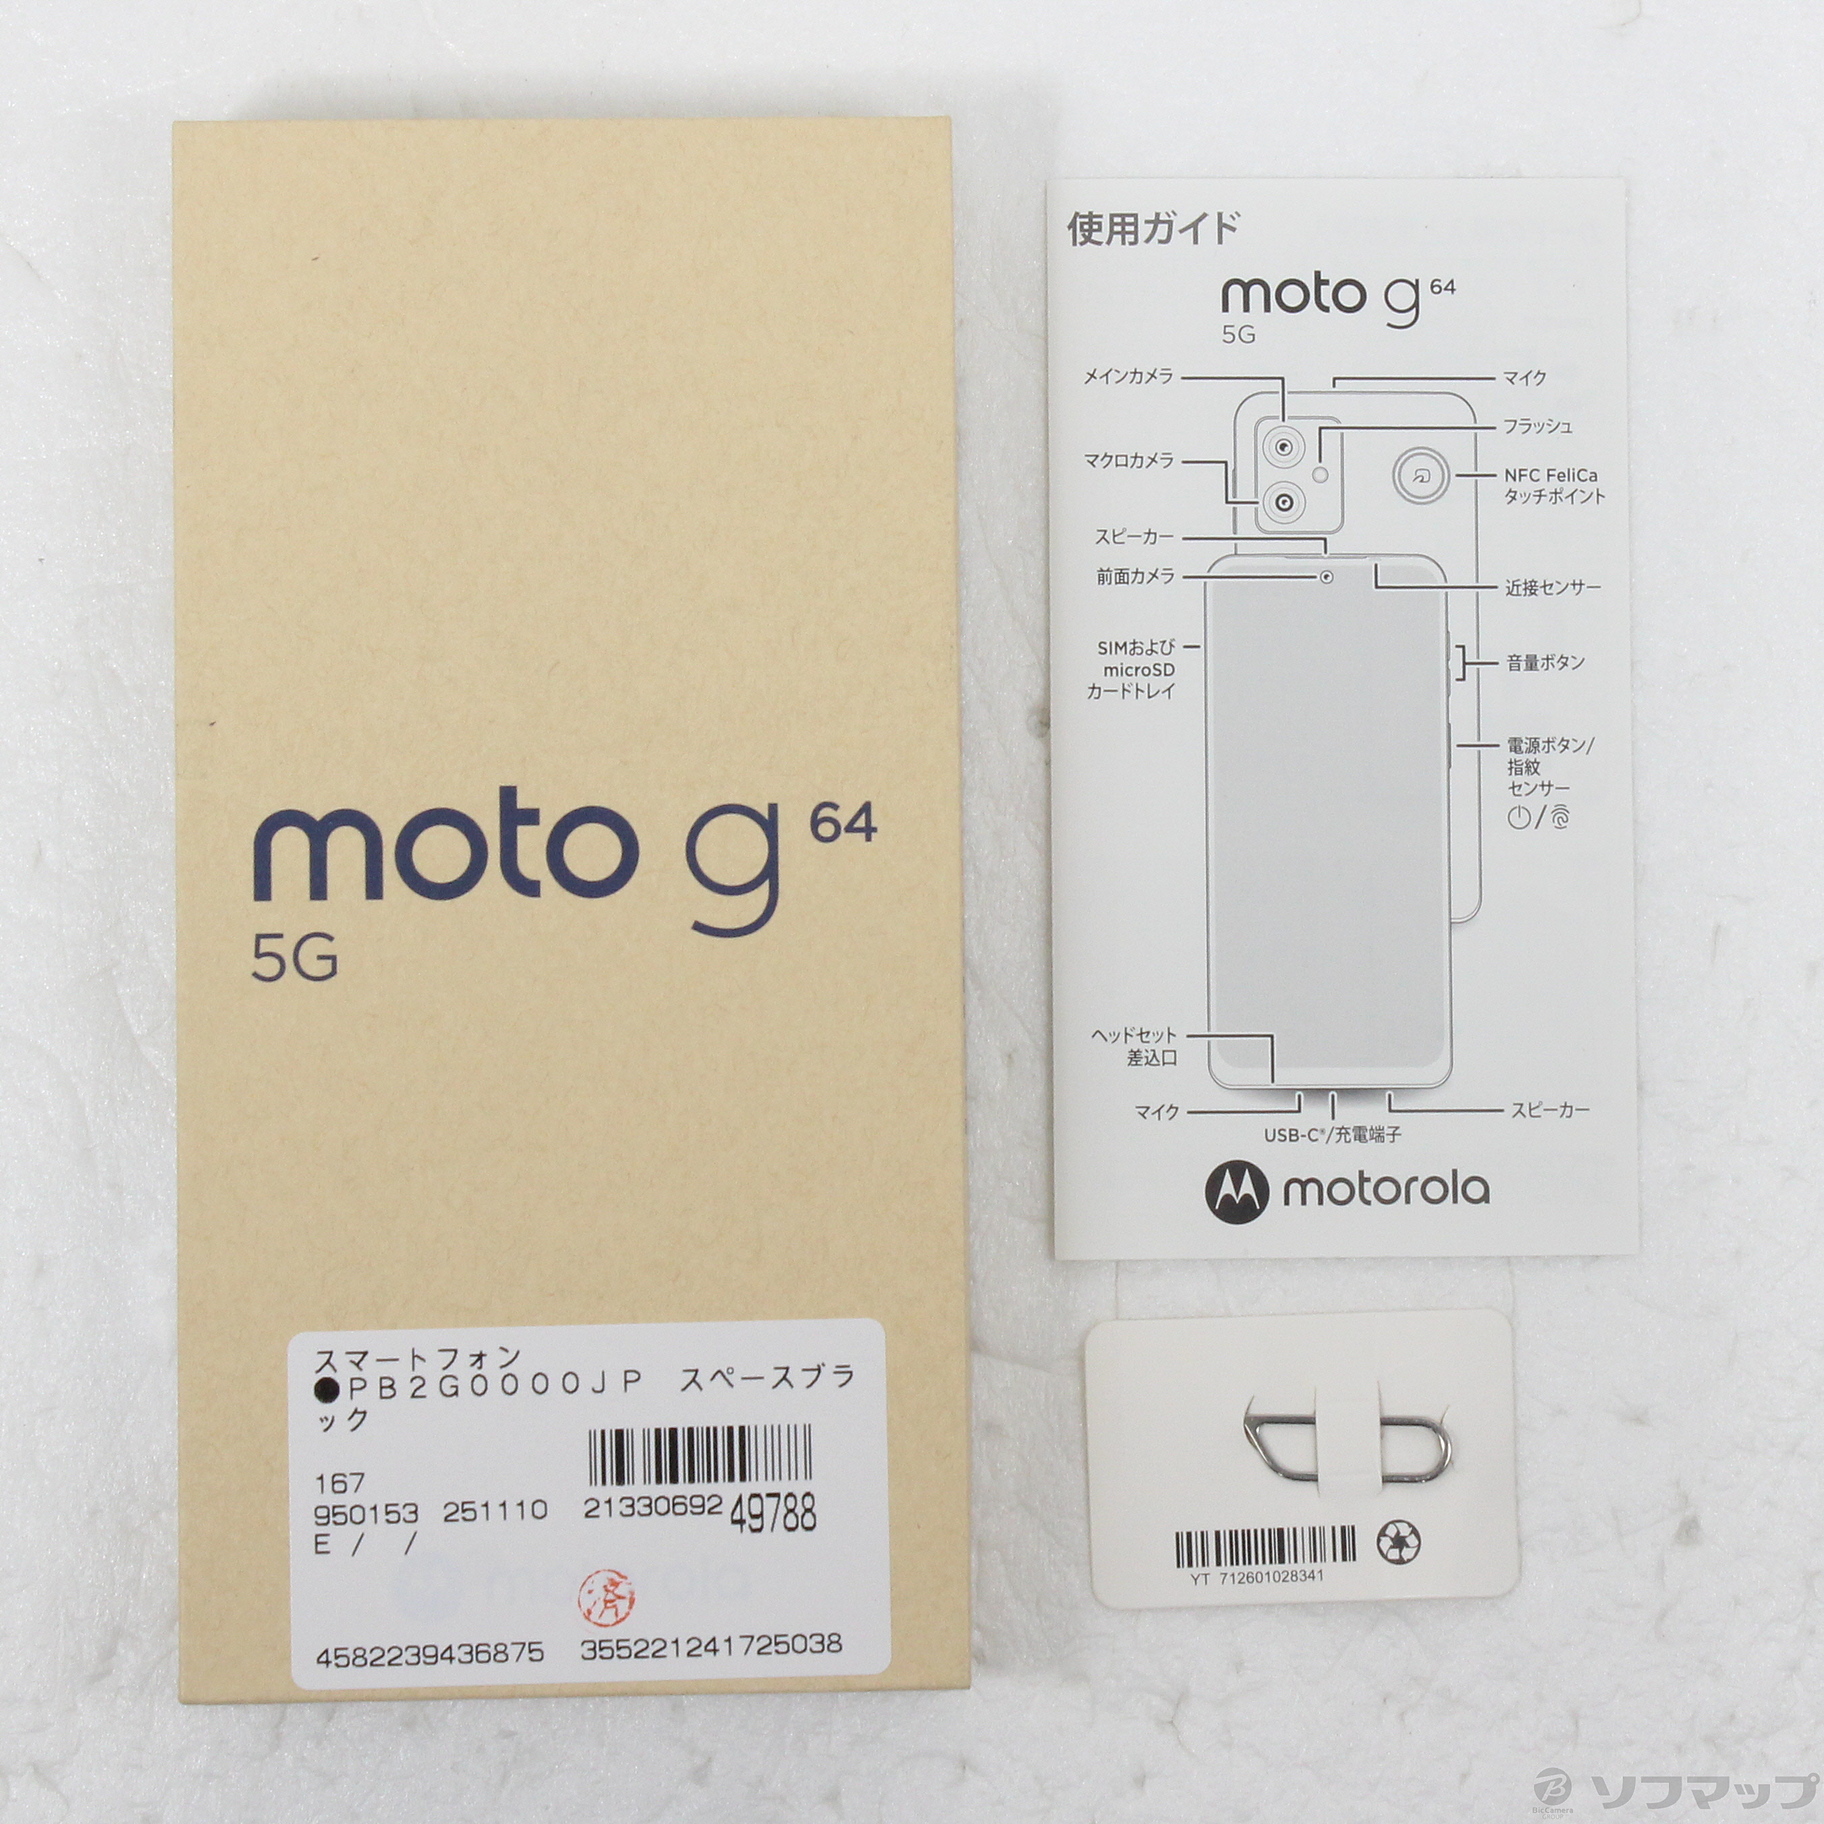 moto g 64
5G
スマートフォン
●PB2G0000JP スペースブラ
ック
167
950153 251110 2133069249788
E / /
済
4582239436875 355221241725038
使用ガイド
moto g 64
5G
メインカメラ
マイク
フラッシュ
マクロカメラ
NFC FeliCa
タッチポイント
スピーカー
前面カメラ
近接センサー
SIMおよび
microSD
カードトレイ
音量ボタン
電源ボタン/
指紋
センサー
ヘッドセット
差込口
マイク
スピーカー
USB-C®/充電端子
motorola
YT 712601028341
BicCamera
GROUP
ソフマップ